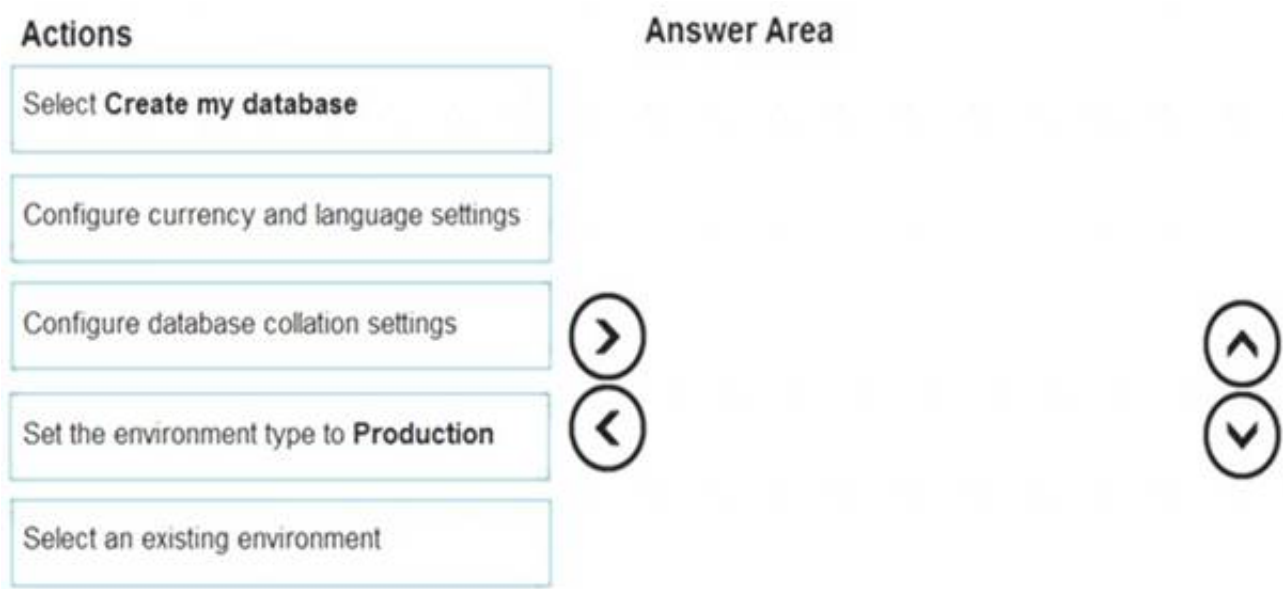 Actions
Answer Area
Select Create my database
Configure currency and language settings
Configure database collation settings
Set the environment type to Production
Select an existing environment